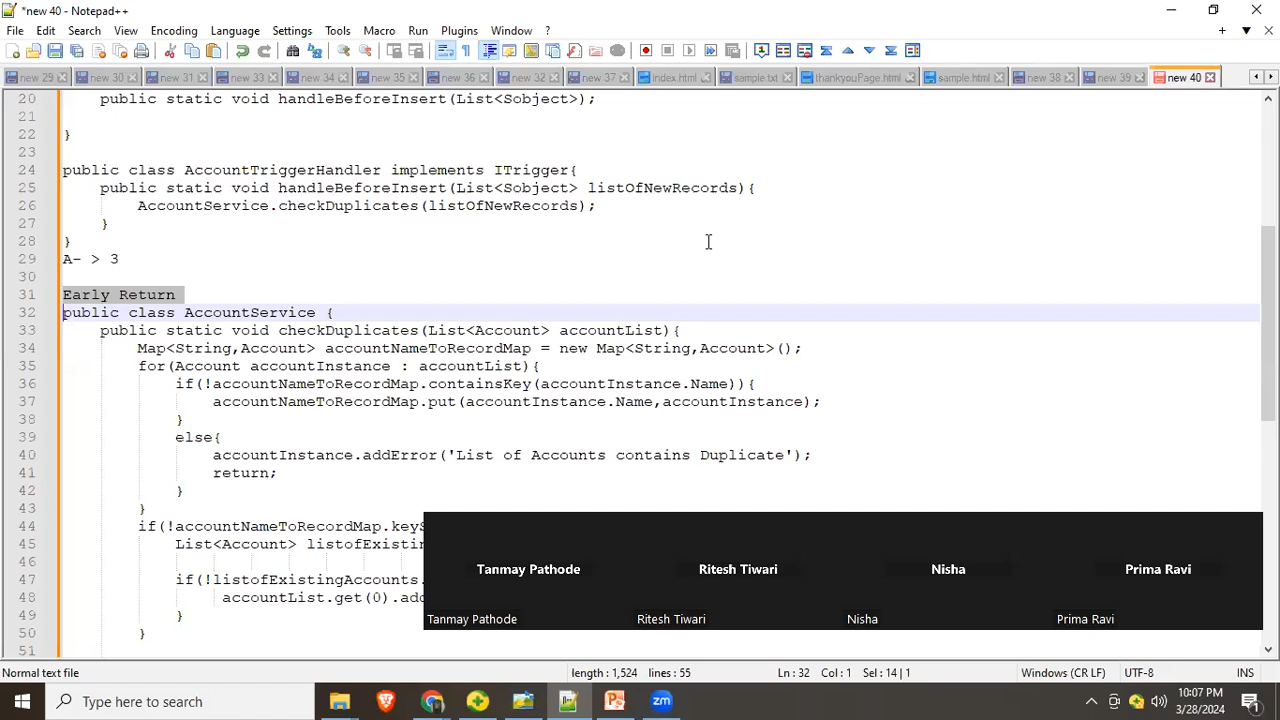 *new 40 - Notepad++
File Edit Search View Encoding Language Settings Tools Macro Run Plugins Window ?
new 29 new 30 new 31 new 33 new 34 new 35 new 36 new 32 new 37 index.html sample.txt thankyouPage.html sample.html new 38 new 39 new 40
20 public static void handleBeforeInsert(List<Sobject>);
21
22 }
23
24 public class AccountTriggerHandler implements ITrigger{
25 public static void handleBeforeInsert(List<Sobject> listOfNewRecords){
26 AccountService.checkDuplicates(listOfNewRecords);
27 }
28 }
29 A- > 3
30
31 Early Return
32 public class AccountService {
33 public static void checkDuplicates(List<Account> accountList){
34 Map<String,Account> accountNameToRecordMap = new Map<String,Account>();
35 for(Account accountInstance : accountList){
36 if(!accountNameToRecordMap.containsKey(accountInstance.Name)){
37 accountNameToRecordMap.put(accountInstance.Name,accountInstance);
38 }
39 else{
40 accountInstance.addError('List of Accounts contains Duplicate');
41 return;
42 }
43 }
44 if(!accountNameToRecordMap.keyS
45 List<Account> listofExisting
46
47 if(!listofExistingAccounts.
48 accountList.get(0).add
49 }
50 }
51
Tanmay Pathode Ritesh Tiwari Nisha Prima Ravi
Tanmay Pathode Ritesh Tiwari Nisha Prima Ravi
Normal text file length : 1,524 lines : 55 Ln : 32 Col : 1 Sel : 14 | 1 Windows (CR LF) UTF-8 INS
Type here to search
zm
10:07 PM
3/28/2024
1